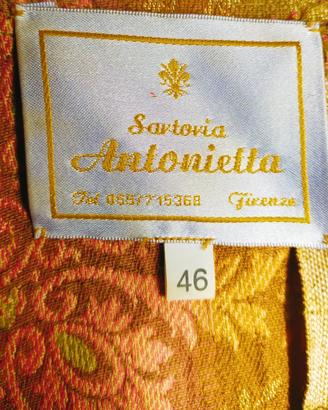 Sartoria
Antonietta
Tel. 055/715368 Firenze
46